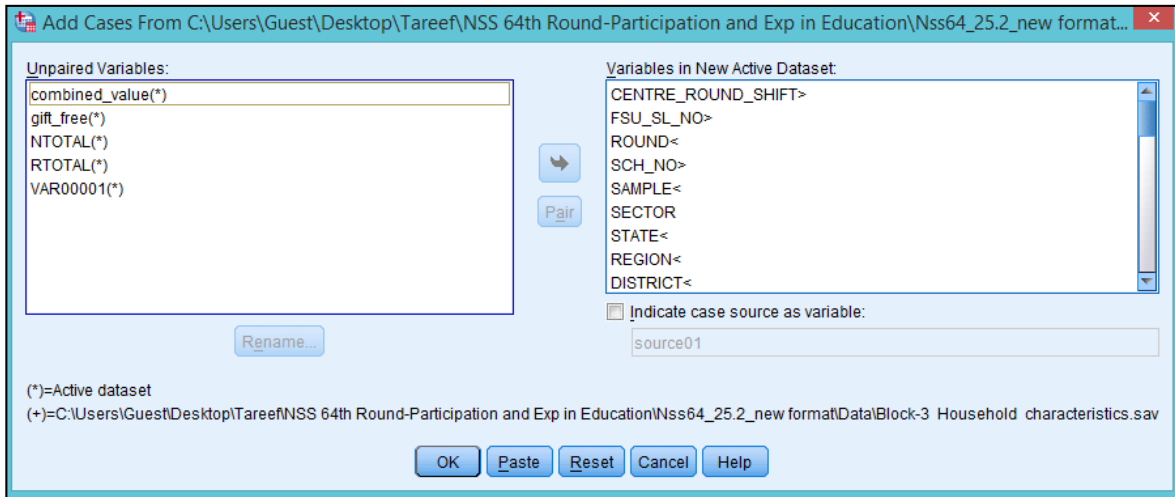 Add Cases From C:\Users\Guest\Desktop\Tareef\NSS 64th Round-Participation and Exp in Education\Nss64_25.2_new format...
Unpaired Variables:
combined_value(*)
gift_free(*)
NTOTAL(*)
RTOTAL(*)
VAR00001(*)
Rename...
Pair
Variables in New Active Dataset:
CENTRE_ROUND_SHIFT>
FSU_SL_NO>
ROUND<
SCH_NO>
SAMPLE<
SECTOR
STATE<
REGION<
DISTRICT<
Indicate case source as variable:
source01
(*)=Active dataset
(+)=C:\Users\Guest\Desktop\Tareef\NSS 64th Round-Participation and Exp in Education\Nss64_25.2_new format\Data\Block-3 Household characteristics.sav
OK Paste Reset Cancel Help